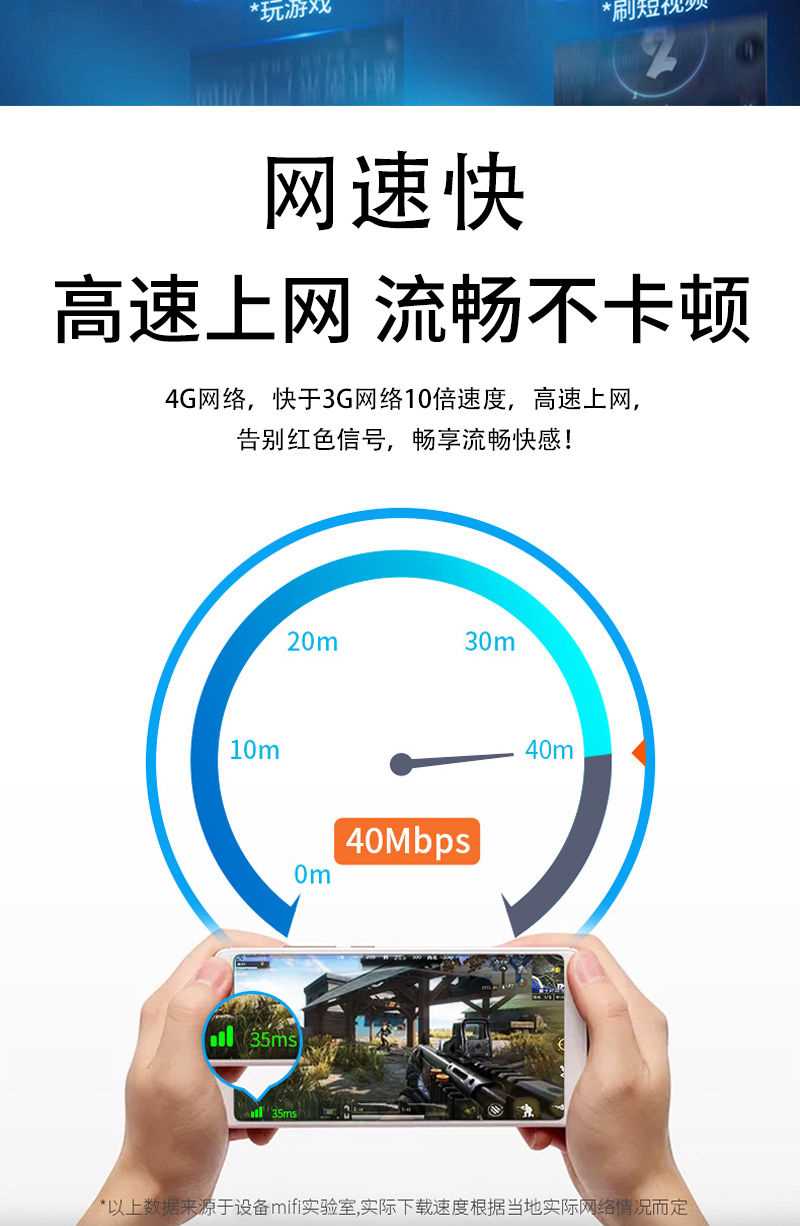 *玩游戏
*刷短视频
网速快
高速上网 流畅不卡顿
4G网络，快于3G网络10倍速度，高速上网，
告别红色信号，畅享流畅快感！
20m
30m
10m
40m
40Mbps
0m
35ms
35ms
*以上数据来源于设备mifi实验室,实际下载速度根据当地实际网络情况而定